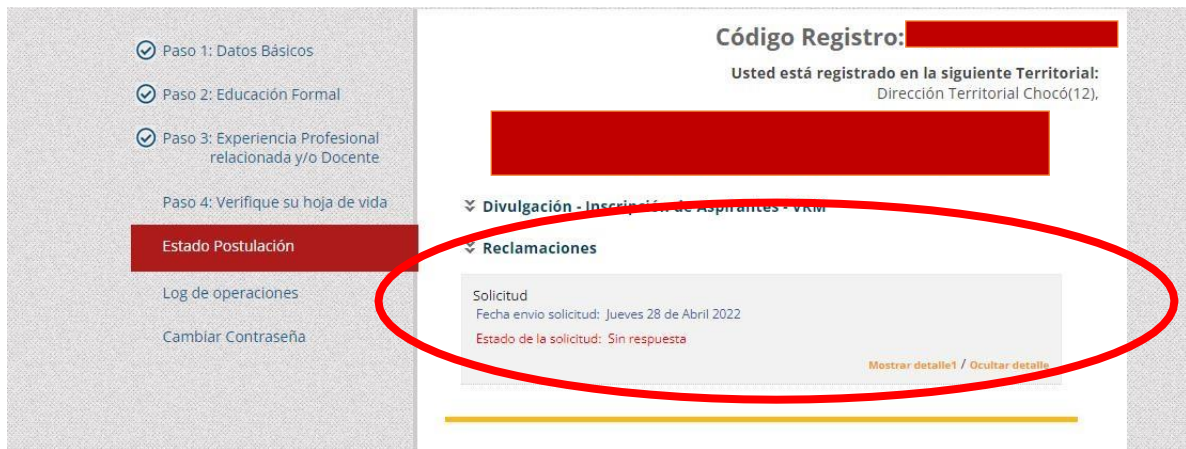 Paso 1: Datos Básicos
Paso 2: Educación Formal
Paso 3: Experiencia Profesional
relacionada y/o Docente
Paso 4: Verifique su hoja de vida
Estado Postulación
Log de operaciones
Cambiar Contraseña
Código Registro:
Usted está registrado en la siguiente Territorial:
Dirección Territorial Chocó(12),
Divulgación - Inscripción de Aspirantes - VRM
Reclamaciones
Solicitud
Fecha envio solicitud: Jueves 28 de Abril 2022
Estado de la solicitud: Sin respuesta
Mostrar detalle1 / Ocultar detalle